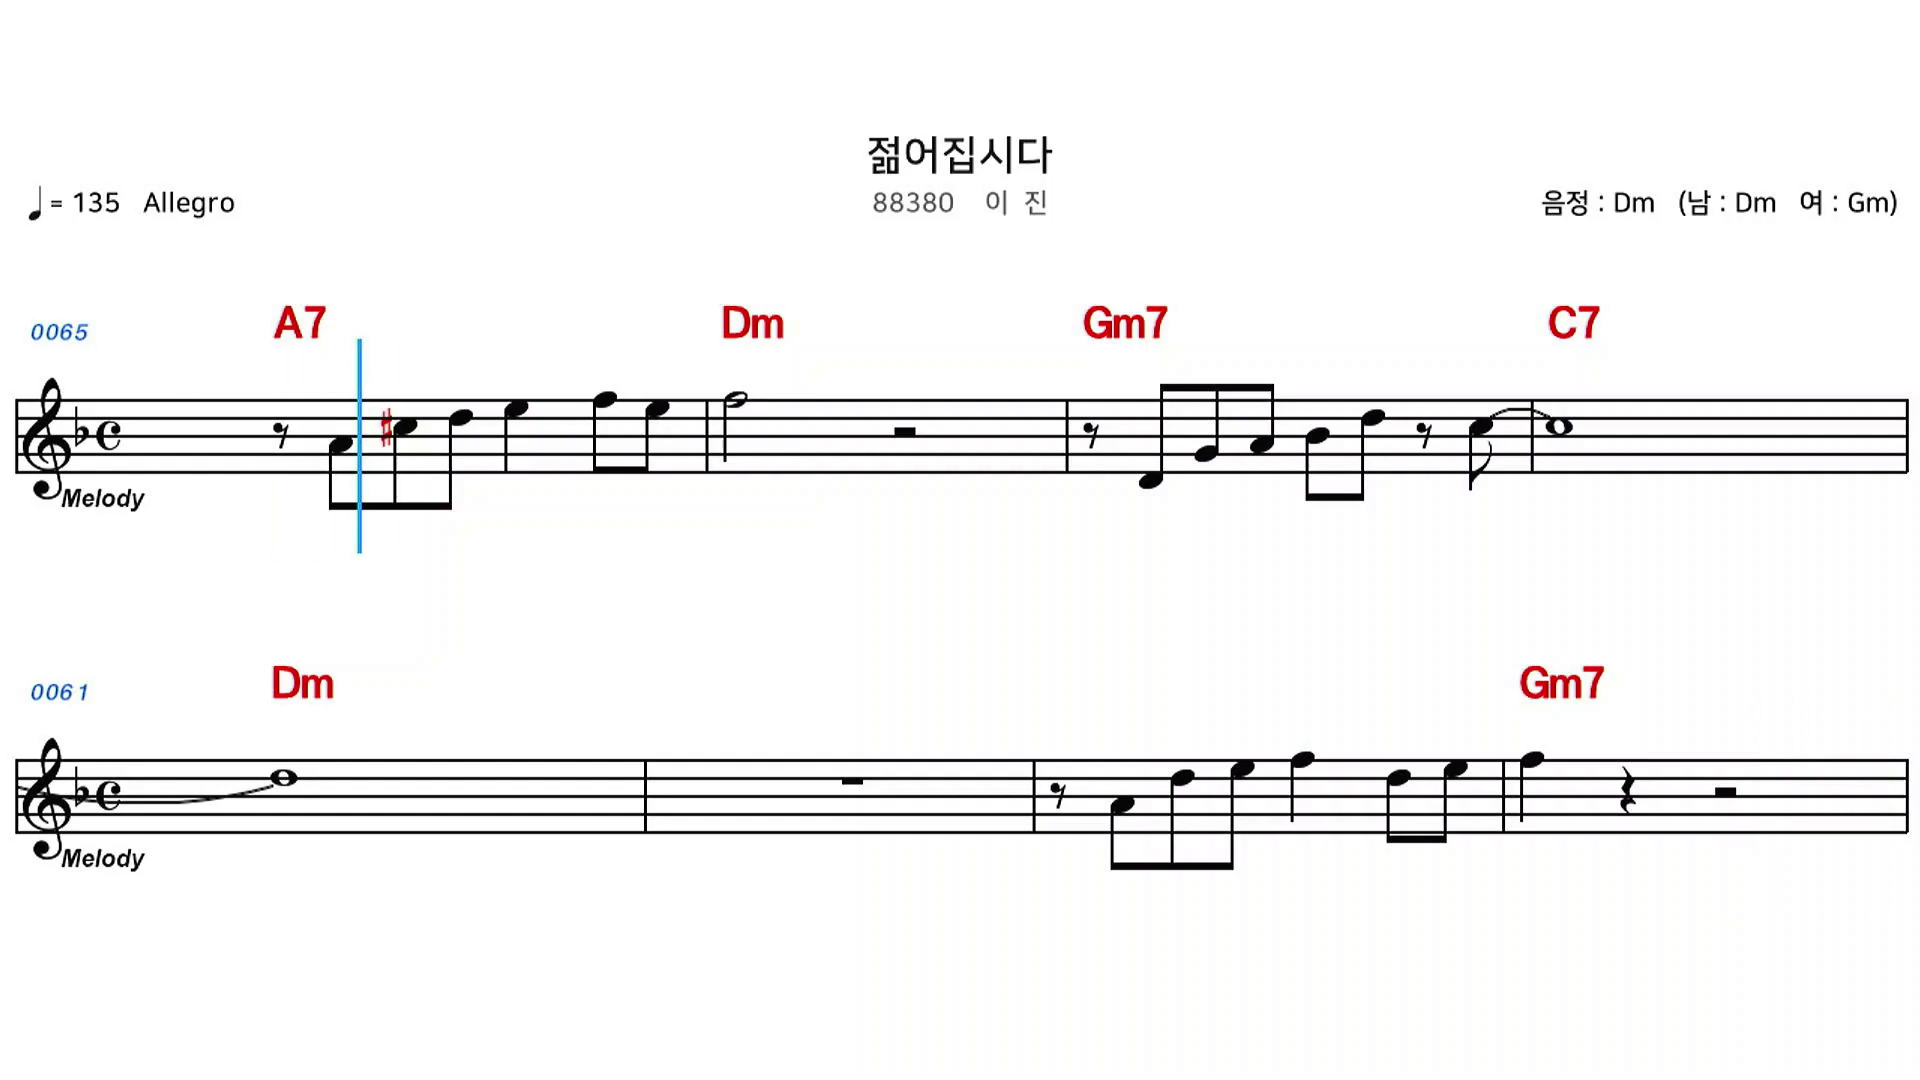 젊어집시다
♩= 135 Allegro
88380 이 진
음정 : Dm (남 : Dm 여 : Gm)
0065 A7 Dm Gm7 C7
Melody
0061 Dm Gm7
Melody